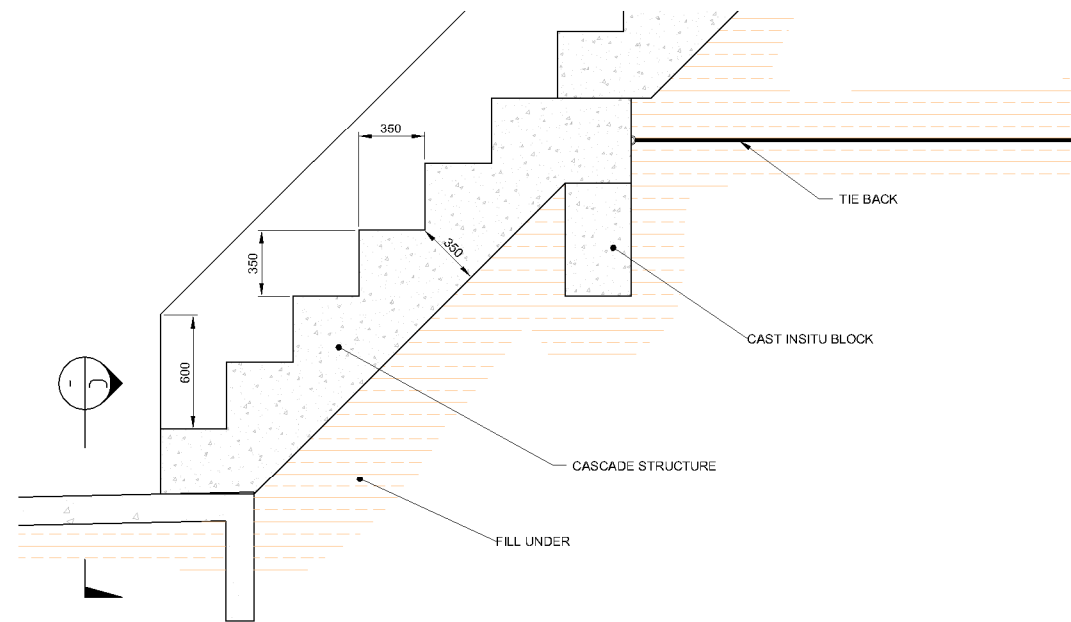 350
350
350
600
TIE BACK
CAST INSITU BLOCK
CASCADE STRUCTURE
FILL UNDER